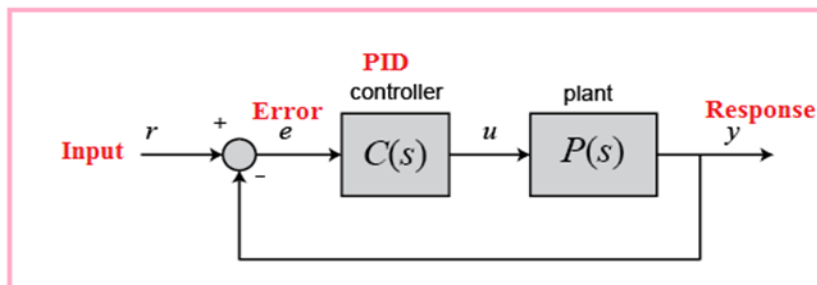 PID
controller
plant
Error
Response
Input
r
+
e
C(s)
u
P(s)
y
−